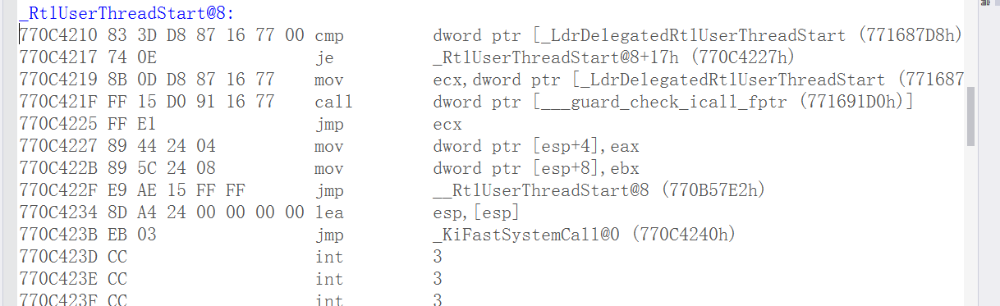 _RtlUserThreadStart@8:
770C4210 83 3D D8 87 16 77 00 cmp dword ptr [_LdrDelegatedRtlUserThreadStart (771687D8h)
770C4217 74 0E je _RtlUserThreadStart@8+17h (770C4227h)
770C4219 8B 0D D8 87 16 77 mov ecx,dword ptr [_LdrDelegatedRtlUserThreadStart (771687
770C421F FF 15 D0 91 16 77 call dword ptr [___guard_check_icall_fptr (771691D0h)]
770C4225 FF E1 jmp ecx
770C4227 89 44 24 04 mov dword ptr [esp+4],eax
770C422B 89 5C 24 08 mov dword ptr [esp+8],ebx
770C422F E9 AE 15 FF FF jmp __RtlUserThreadStart@8 (770B57E2h)
770C4234 8D A4 24 00 00 00 00 lea esp,[esp]
770C423B EB 03 jmp _KiFastSystemCall@0 (770C4240h)
770C423D CC int 3
770C423E CC int 3
770C423F CC int 3